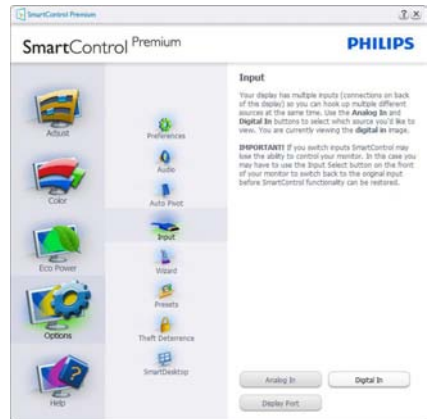 SmartControl Premium
SmartControl Premium
PHILIPS
Adjust
Color
Eco Power
Options
Help
Preferences
Audio
Auto Pivot
Input
Wizard
Presets
Theft Deterrence
SmartDesktop
Input
Your display has multiple inputs (connections on back
of this display) so you can hook up multiple different
sources at the same time. Use the Analog In and
Digital In buttons to select which source you'd like to
view. You are currently viewing the digital in image.
IMPORTANT! If you switch inputs SmartControl may
lose the ability to control your monitor. In this case you
may have to use the Input Select button on the front
of your monitor to switch back to the original input
before SmartControl functionality can be restored.
Analog In
Digital In
Display Port